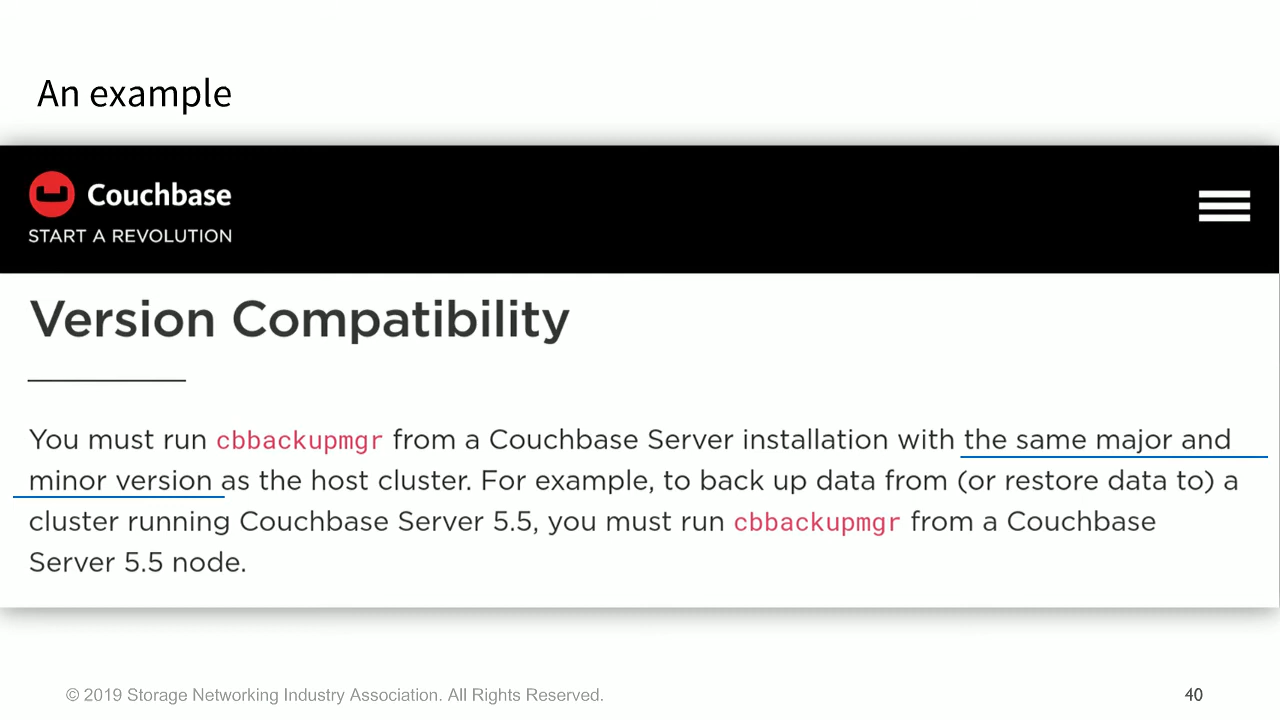 An example
Couchbase
START A REVOLUTION
Version Compatibility
You must run cbbackupmgr from a Couchbase Server installation with the same major and
minor version as the host cluster. For example, to back up data from (or restore data to) a
cluster running Couchbase Server 5.5, you must run cbbackupmgr from a Couchbase
Server 5.5 node.
© 2019 Storage Networking Industry Association. All Rights Reserved.
40